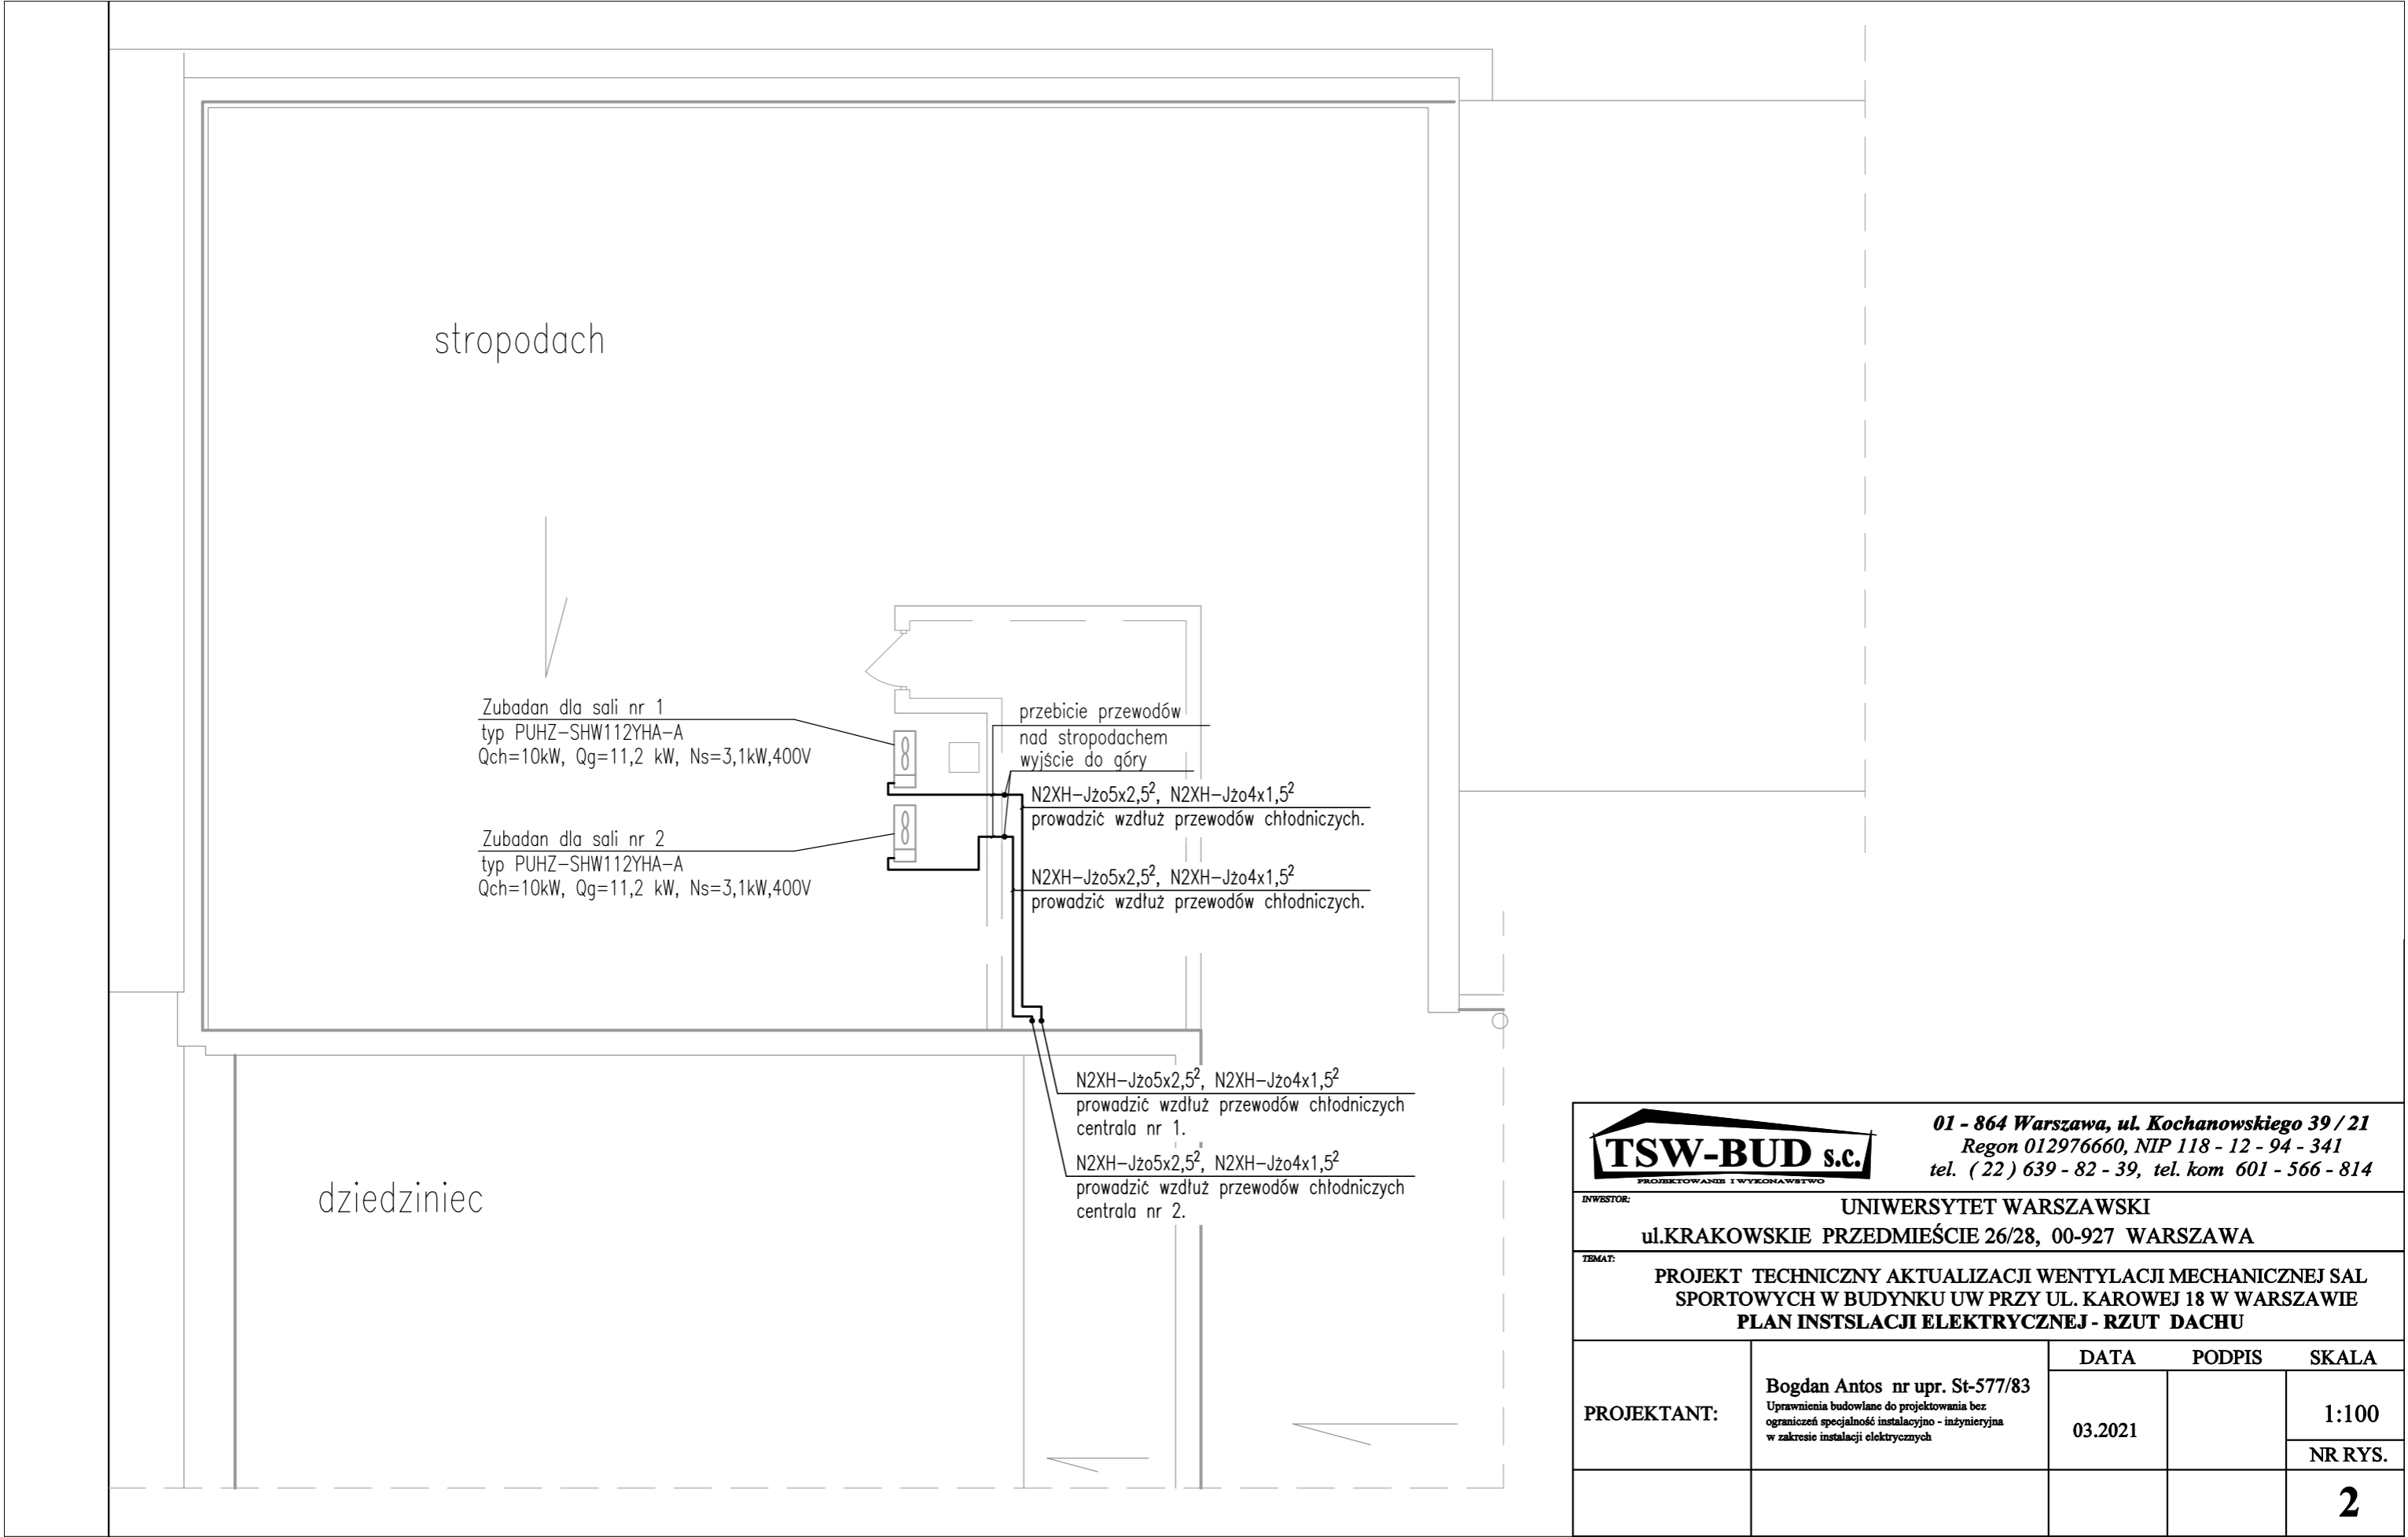 stropodach
Zubadan dla sali nr 1
typ PUHZ-SHW112YHA-A
Qch=10kW, Qg=11,2 kW, Ns=3,1kW,400V
Zubadan dla sali nr 2
typ PUHZ-SHW112YHA-A
Qch=10kW, Qg=11,2 kW, Ns=3,1kW,400V
przebicie przewodów
nad stropodachem
wyjście do góry
N2XH-Jżo5x2,5², N2XH-Jżo4x1,5²
prowadzić wzdłuż przewodów chłodniczych.
N2XH-Jżo5x2,5², N2XH-Jżo4x1,5²
prowadzić wzdłuż przewodów chłodniczych.
N2XH-Jżo5x2,5², N2XH-Jżo4x1,5²
prowadzić wzdłuż przewodów chłodniczych
centrala nr 1.
N2XH-Jżo5x2,5², N2XH-Jżo4x1,5²
prowadzić wzdłuż przewodów chłodniczych
centrala nr 2.
dziedziniec
TSW-BUD s.c.
PROJEKTOWANIE I WYKONAWSTWO
01 - 864 Warszawa, ul. Kochanowskiego 39 / 21
Regon 012976660, NIP 118 - 12 - 94 - 341
tel. ( 22 ) 639 - 82 - 39, tel. kom 601 - 566 - 814
INWESTOR:
UNIWERSYTET WARSZAWSKI
ul.KRAKOWSKIE PRZEDMIEŚCIE 26/28, 00-927 WARSZAWA
TEMAT:
PROJEKT TECHNICZNY AKTUALIZACJI WENTYLACJI MECHANICZNEJ SAL
SPORTOWYCH W BUDYNKU UW PRZY UL. KAROWEJ 18 W WARSZAWIE
PLAN INSTSLACJI ELEKTRYCZNEJ - RZUT DACHU
PROJEKTANT:
Bogdan Antos nr upr. St-577/83
Uprawnienia budowlane do projektowania bez
ograniczeń specjalność instalacyjno - inżynieryjna
w zakresie instalacji elektrycznych
DATA PODPIS SKALA
03.2021
1:100
NR RYS.
2